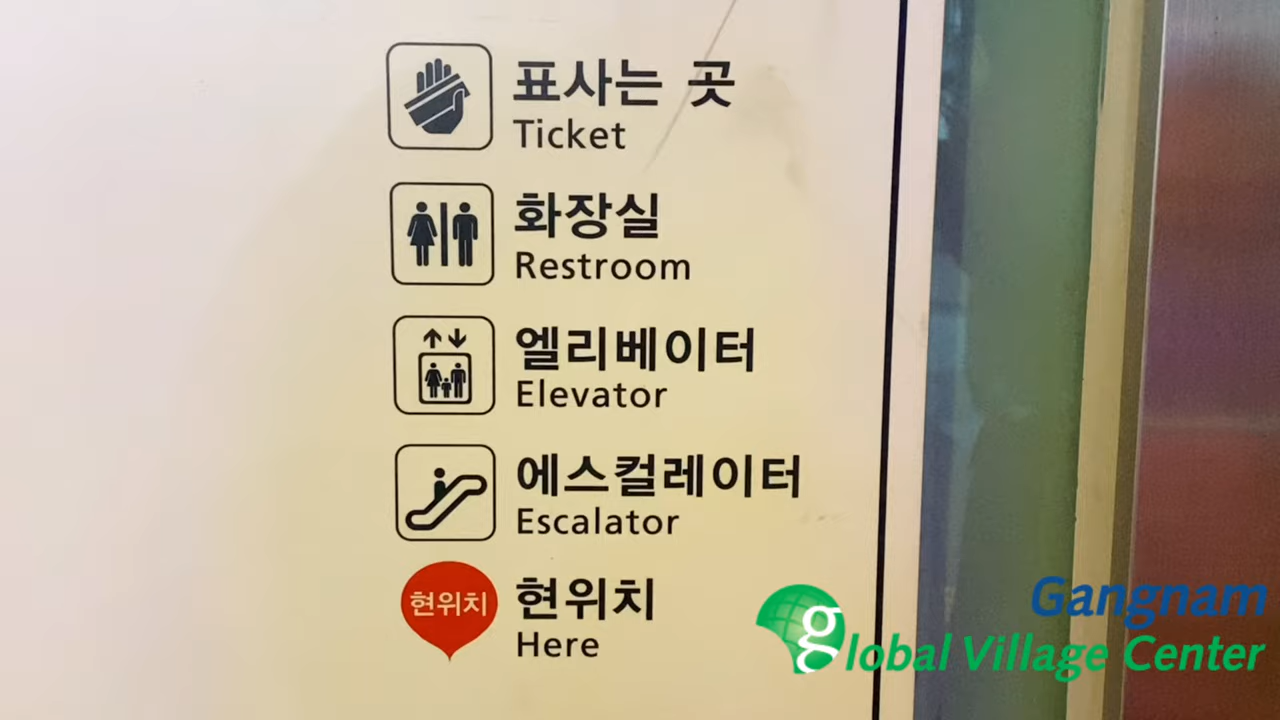 표사는 곳
Ticket
화장실
Restroom
엘리베이터
Elevator
에스컬레이터
Escalator
현위치
현위치
Here
Gangnam
global Village Center